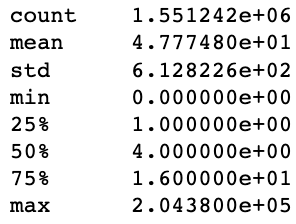 count 1.551242e+06
mean 4.777480e+01
std 6.128226e+02
min 0.000000e+00
25% 1.000000e+00
50% 4.000000e+00
75% 1.600000e+01
max 2.043800e+05